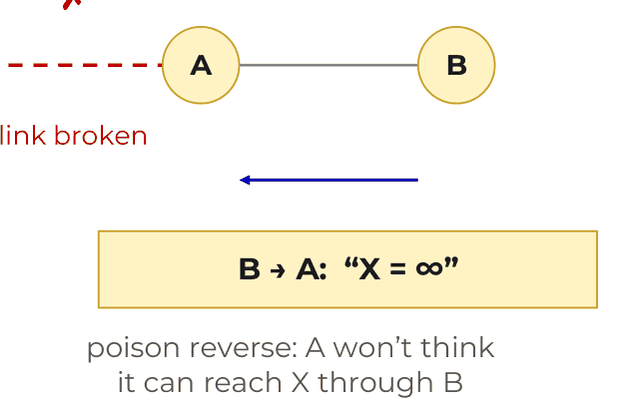 A
B
link broken
B → A: “X = ∞”
poison reverse: A won’t think
it can reach X through B